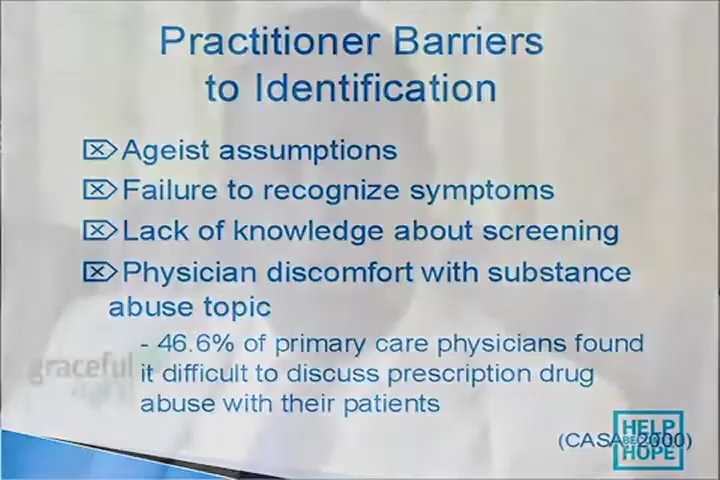 Practitioner Barriers
to Identification
Ageist assumptions
Failure to recognize symptoms
Lack of knowledge about screening
Physician discomfort with substance
abuse topic
- 46.6% of primary care physicians found
it difficult to discuss prescription drug
abuse with their patients
graceful
(CASA, 2000)
HELP
HOPE